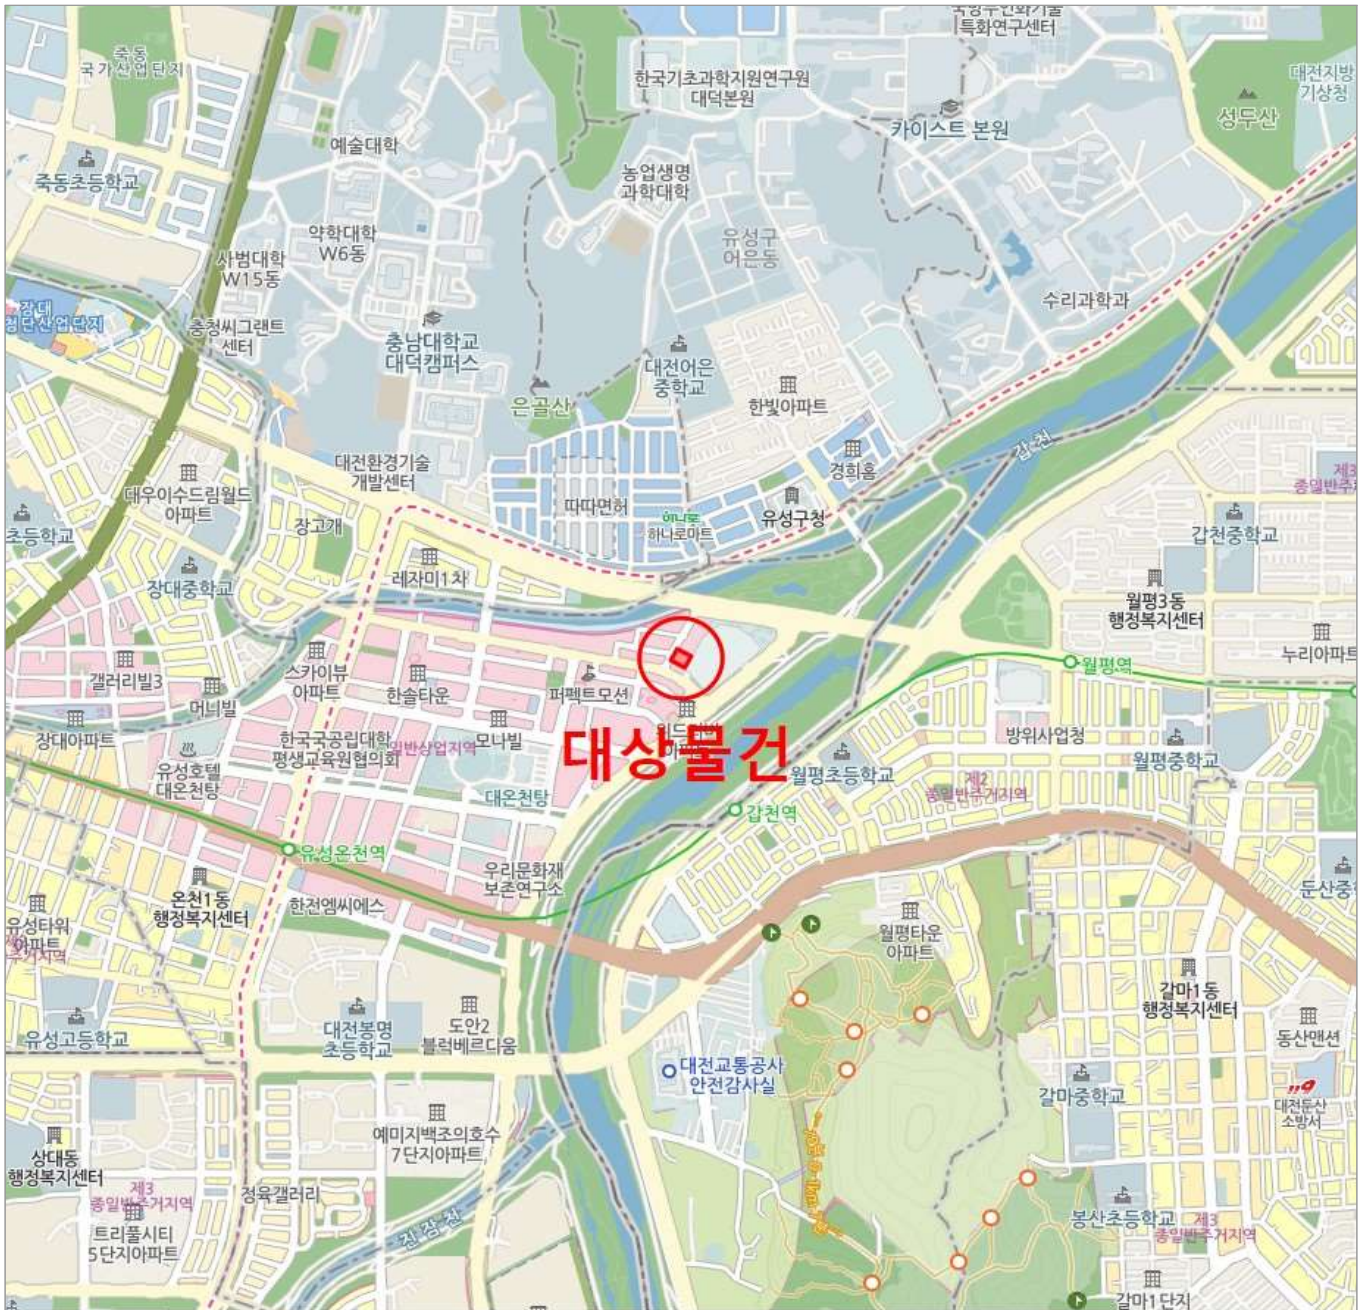 특화연구센터
죽동
국가산업단지
한국기초과학지원연구원
대덕본원
대전지방
기상청
성두산
카이스트 본원
예술대학
죽동초등학교
농업생명
과학대학
약학대학
W6동
유성구
어은동
사범대학
W15동
수리과학과
장대
첨단산업단지
충청씨그랜트
센터
충남대학교
대덕캠퍼스
대전어은
중학교
은골산
한빛아파트
갑천
대전환경기술
개발센터
경희홈
제3
대우이수드림월드
아파트
따따면허
유성구청
하나로
하나로마트
초등학교
장고개
갑천중학교
장대중학교
레자미1차
월평3동
행정복지센터
누리아파트
갤러리빌3
스카이뷰
아파트
한솔타운
퍼펙트모션
월평역
머니빌
장대아파트
한국국공립대학
평생교육원협의회
일반상업지역
모나빌
대상물건
방위사업청
유성호텔
대온천탕
월평초등학교
월평중학교
제2
종일반주거지역
대온천탕
갑천역
유성온천역
우리문화재
보존연구소
온천1동
행정복지센터
한전엠씨에스
둔산중
유성타워
아파트
월평타운
아파트
갈마1동
행정복지센터
유성고등학교
대전봉명
초등학교
도안2
블럭베르디움
동산맨션
대전교통공사
안전감사실
갈마중학교
대전둔산
소방서
상대동
행정복지센터
예미지백조의호수
7단지아파트
제3
종일반주거지역
정육갤러리
트리풀시티
5단지아파트
진잠천
봉산초등학교
제3
종일반주거지역
갈마1단지